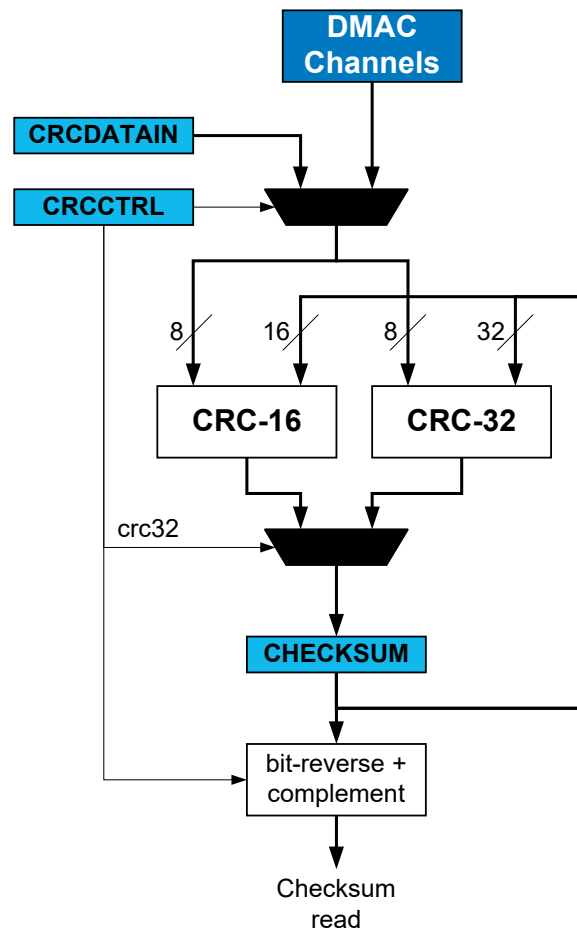 DMAC
Channels
CRCDATAIN
CRCCTRL
8
16
8
32
CRC-16
CRC-32
crc32
CHECKSUM
bit-reverse +
complement
Checksum
read